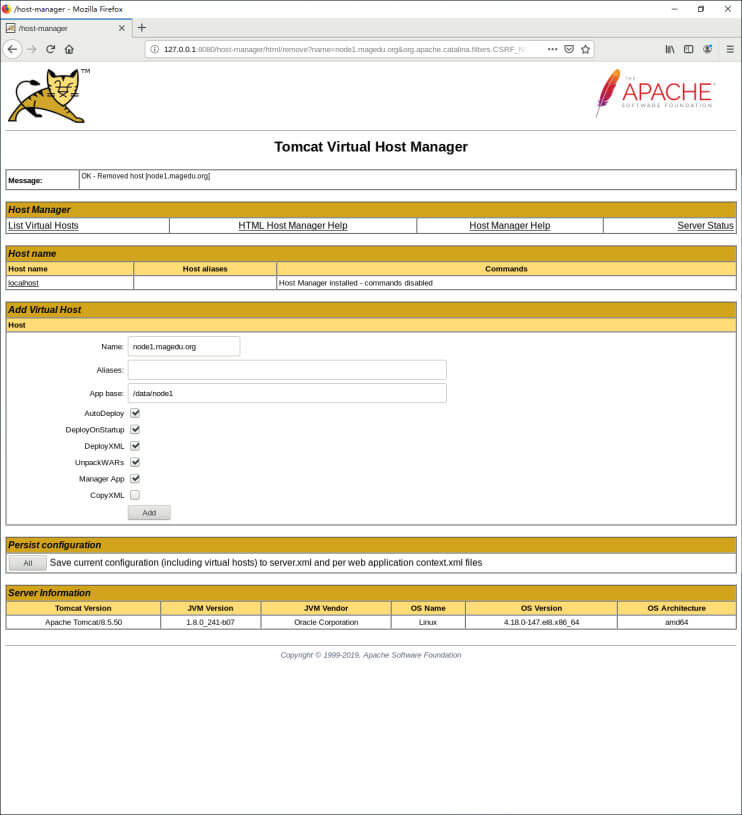 /host-manager - Mozilla Firefox
/host-manager
127.0.0.1:8080/host-manager/html/remove?name=node1.magedu.org&org.apache.catalina.filters.CSRF_N
TM
THE
APACHE®
SOFTWARE FOUNDATION
Tomcat Virtual Host Manager
Message: OK - Removed host [node1.magedu.org]
Host Manager
List Virtual Hosts HTML Host Manager Help Host Manager Help Server Status
Host name
Host name Host aliases Commands
localhost Host Manager installed - commands disabled
Add Virtual Host
Host
Name: node1.magedu.org
Aliases:
App base: /data/node1
AutoDeploy
DeployOnStartup
DeployXML
UnpackWARs
Manager App
CopyXML
Add
Persist configuration
All Save current configuration (including virtual hosts) to server.xml and per web application context.xml files
Server Information
Tomcat Version JVM Version JVM Vendor OS Name OS Version OS Architecture
Apache Tomcat/8.5.50 1.8.0_241-b07 Oracle Corporation Linux 4.18.0-147.el8.x86_64 amd64
Copyright © 1999-2019, Apache Software Foundation